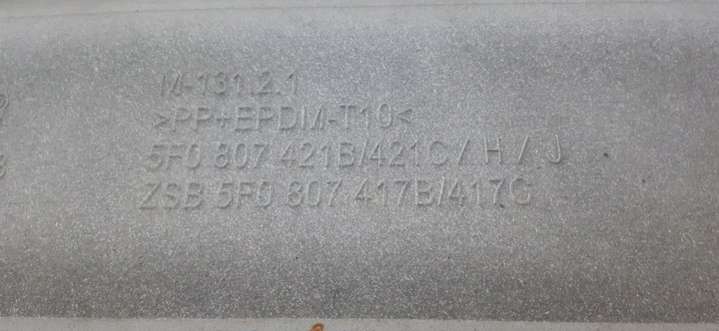 M-131.2.1
>PP+EPDM-T10<
5F0 807 421B/421C/ H / J
ZSB 5F0 807 417B/417C